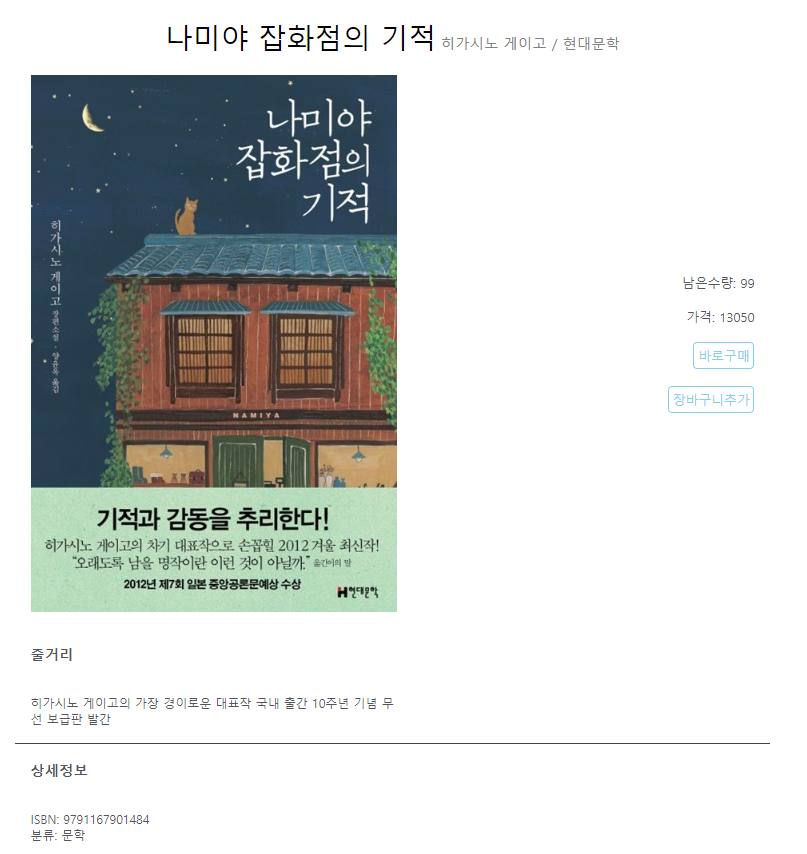 나미야 잡화점의 기적 히가시노 게이고 / 현대문학
나미야
잡화점의
기적
히가시노 게이고 장편소설 · 양윤옥 옮김
NAMIYA
기적과 감동을 추리한다!
히가시노 게이고의 차기 대표작으로 손꼽힐 2012 겨울 최신작!
“오래도록 남을 명작이란 이런 것이 아닐까.” 옮긴이의 말
2012년 제7회 일본 중앙공론문예상 수상
현대문학
남은수량: 99
가격: 13050
바로구매
장바구니추가
줄거리
히가시노 게이고의 가장 경이로운 대표작 국내 출간 10주년 기념 무
선 보급판 발간
상세정보
ISBN: 9791167901484
분류: 문학